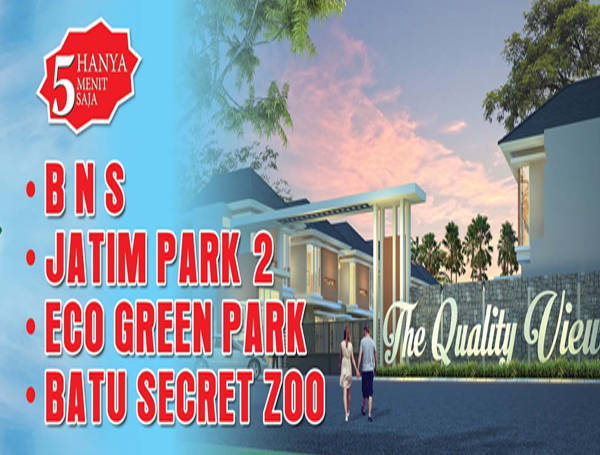 5 HANYA
MENIT
SAJA
• B N S
• JATIM PARK 2
• ECO GREEN PARK
• BATU SECRET ZOO
The Quality View